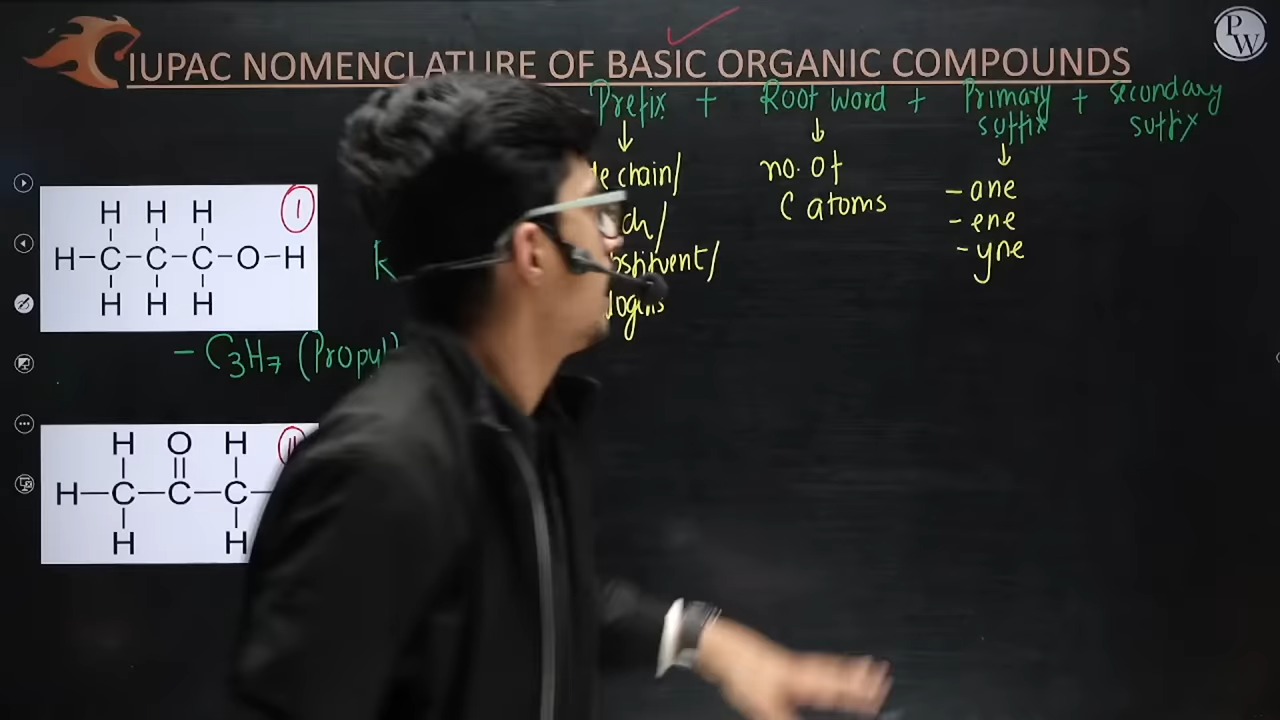 IUPAC NOMENCLATURE OF BASIC ORGANIC COMPOUNDS
PW
Prefix + Root word + Primary suffix + secondary suffix
chain/
no. of
C atoms
- ane
- ene
- yne
H H H
H-C-C-C-O-H
H H H
I
- C3H7 (Propyl)
H O H
H-C-C-C-
H H